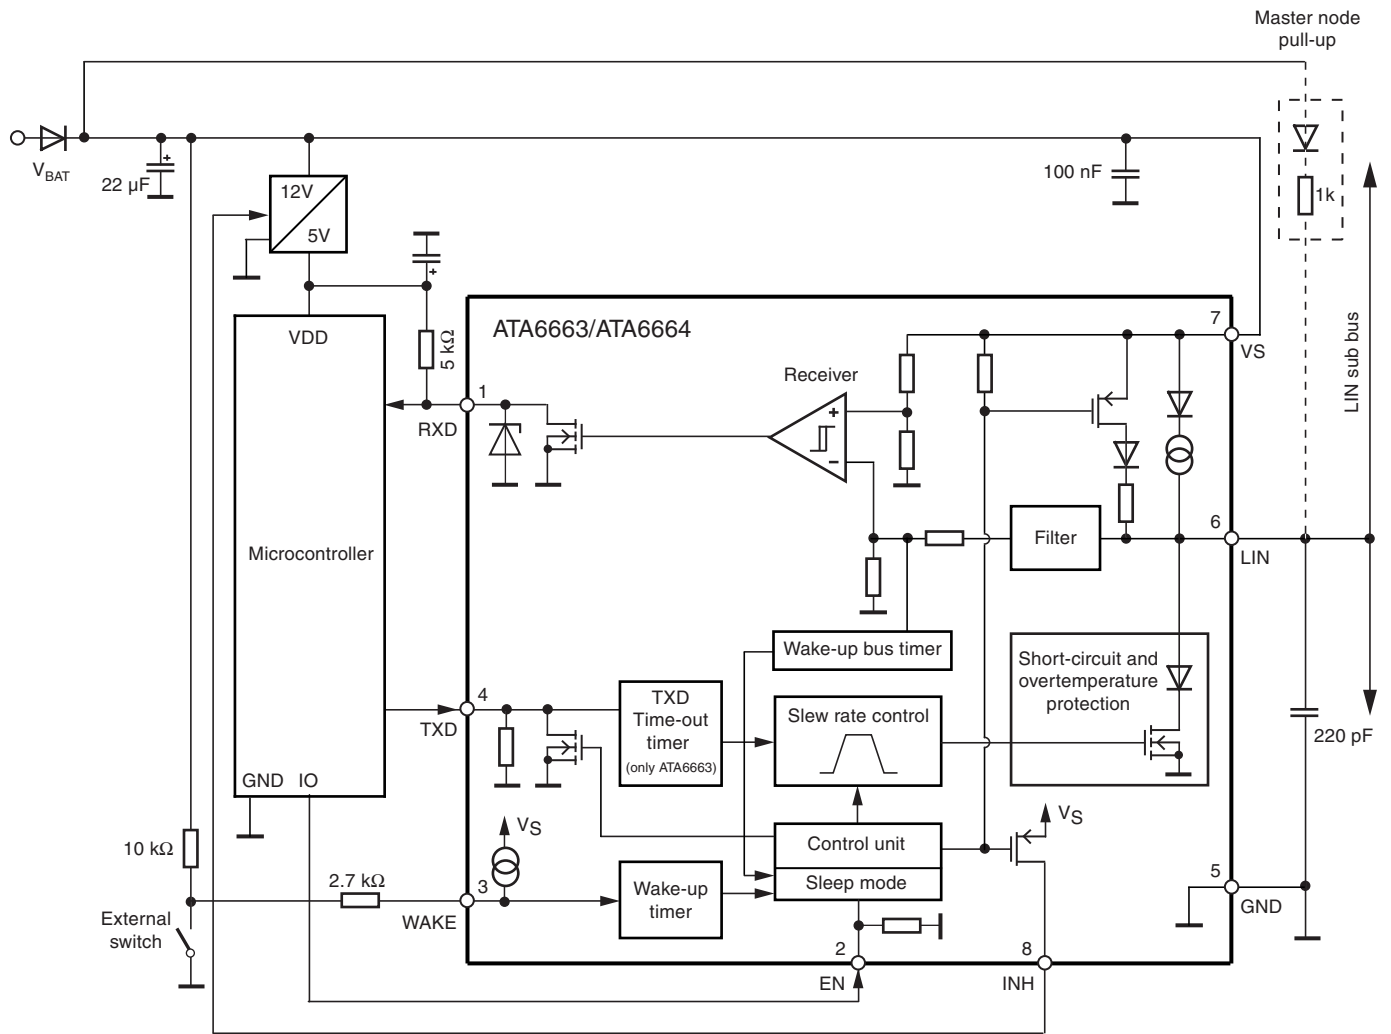 Master node
pull-up
VBAT
22 µF
+
12V
5V
100 nF
1k
+
LIN sub bus
VDD
5 kΩ
ATA6663/ATA6664
7
VS
Receiver
+
-
1
RXD
Microcontroller
Filter
6
LIN
Wake-up bus timer
Short-circuit and
overtemperature
protection
4
TXD
TXD
Time-out
timer
(only ATA6663)
Slew rate control
220 pF
GND
IO
VS
VS
Control unit
Sleep mode
10 kΩ
2.7 kΩ
3
WAKE
Wake-up
timer
5
GND
External
switch
2
EN
8
INH